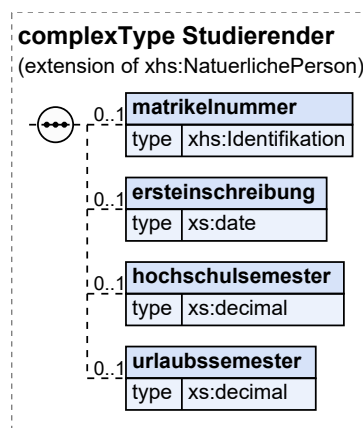 complexType Studierender
(extension of xhs:NatuerlichePerson)
0..1 matrikelnummer
type xhs:Identifikation
0..1 ersteinschreibung
type xs:date
0..1 hochschulsemester
type xs:decimal
0..1 urlaubssemester
type xs:decimal